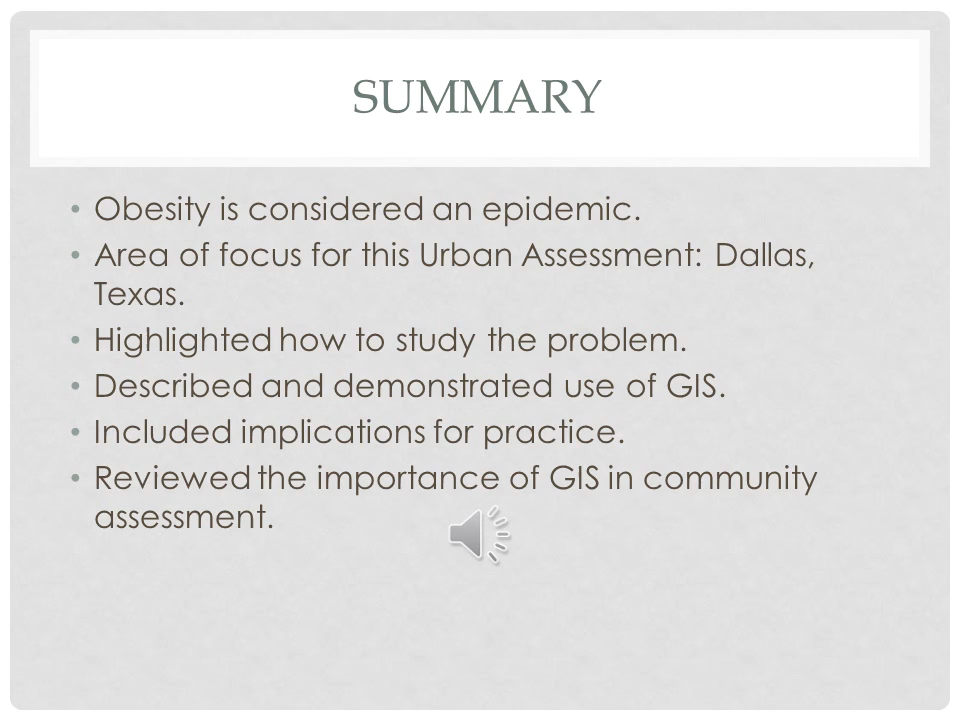 SUMMARY
• Obesity is considered an epidemic.
• Area of focus for this Urban Assessment: Dallas,
Texas.
• Highlighted how to study the problem.
• Described and demonstrated use of GIS.
• Included implications for practice.
• Reviewed the importance of GIS in community
assessment.